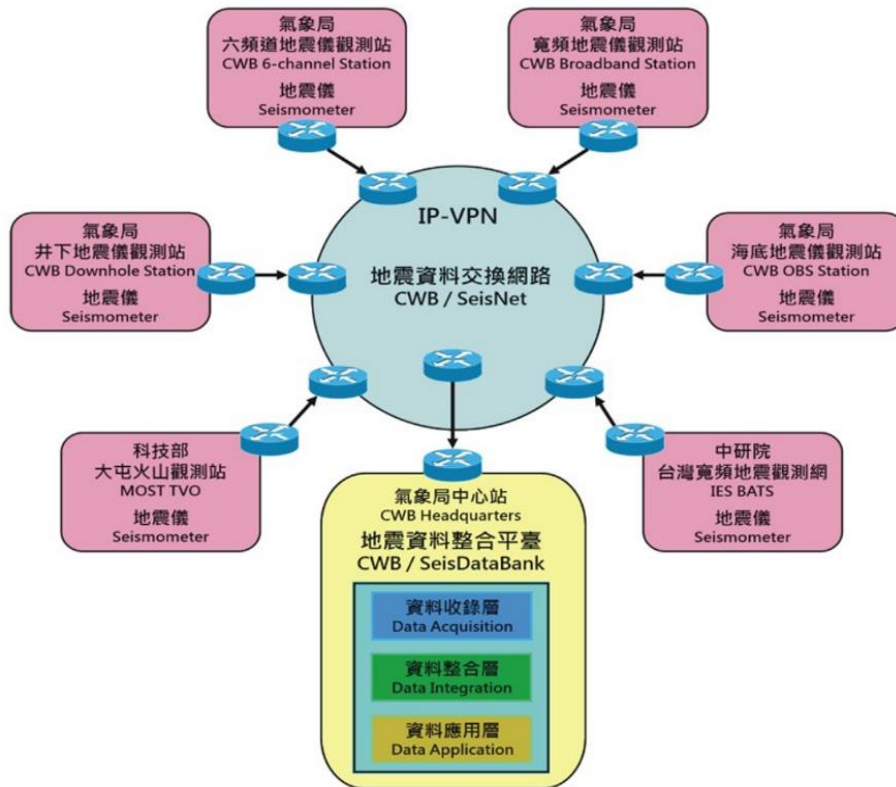 氣象局
六頻道地震儀觀測站
CWB 6-channel Station
地震儀
Seismometer
氣象局
寬頻地震儀觀測站
CWB Broadband Station
地震儀
Seismometer
IP-VPN
地震資料交換網路
CWB / SeisNet
氣象局
井下地震儀觀測站
CWB Downhole Station
地震儀
Seismometer
氣象局
海底地震儀觀測站
CWB OBS Station
地震儀
Seismometer
科技部
大屯火山觀測站
MOST TVO
地震儀
Seismometer
中研院
台灣寬頻地震觀測網
IES BATS
地震儀
Seismometer
氣象局中心站
CWB Headquarters
地震資料整合平臺
CWB / SeisDataBank
資料收錄層
Data Acquisition
資料整合層
Data Integration
資料應用層
Data Application